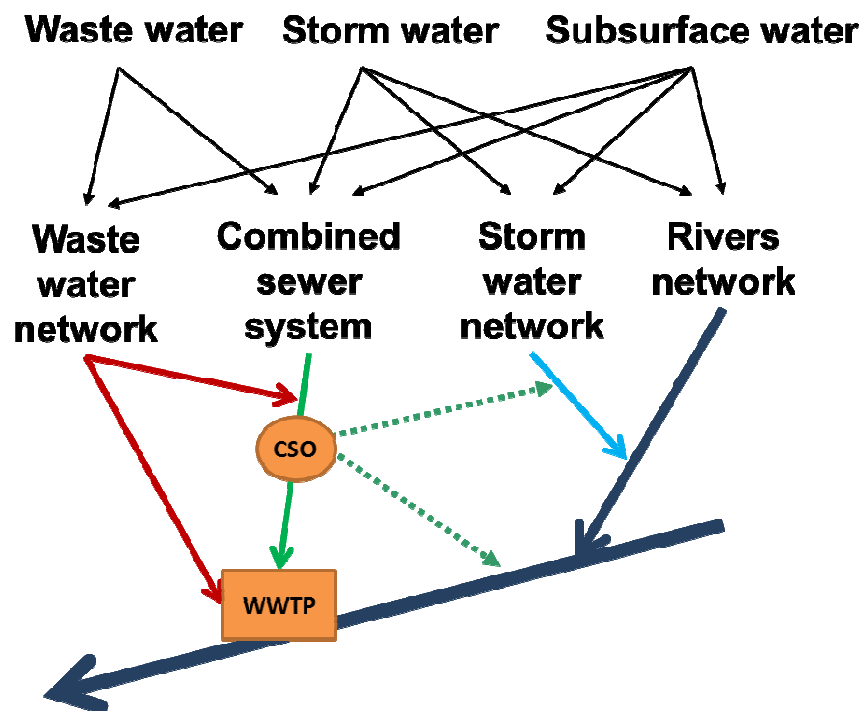 Waste water
Storm water
Subsurface water
Waste
water
network
Combined
sewer
system
Storm
water
network
Rivers
network
CSO
WWTP